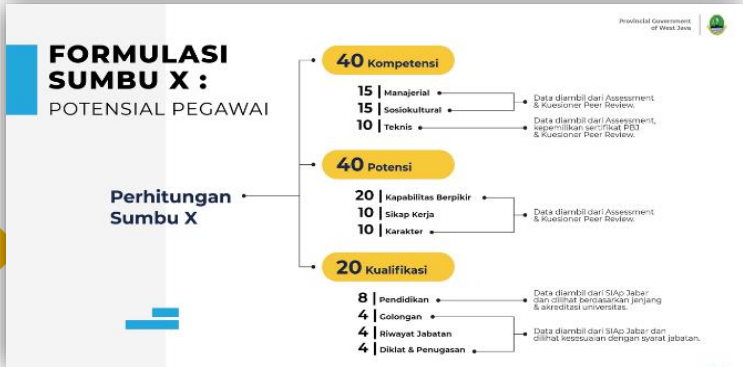 Provincial Government
of West Java
FORMULASI
SUMBU X :
POTENSIAL PEGAWAI
Perhitungan
Sumbu X
40 Kompetensi
15 | Manajerial
15 | Sosiokultural
Data diambil dari Assessment
& Kuesioner Peer Review.
10 | Teknis
Data diambil dari Assessment,
kepemilikan sertifikat PBJ
& Kuesioner Peer Review.
40 Potensi
20 | Kapabilitas Berpikir
10 | Sikap Kerja
10 | Karakter
Data diambil dari Assessment
& Kuesioner Peer Review.
20 Kualifikasi
8 | Pendidikan
Data diambil dari SIAp Jabar
dan dilihat berdasarkan jenjang
& akreditasi universitas.
4 | Golongan
4 | Riwayat Jabatan
4 | Diklat & Penugasan
Data diambil dari SIAp Jabar dan
dilihat kesesuaian dengan syarat jabatan.